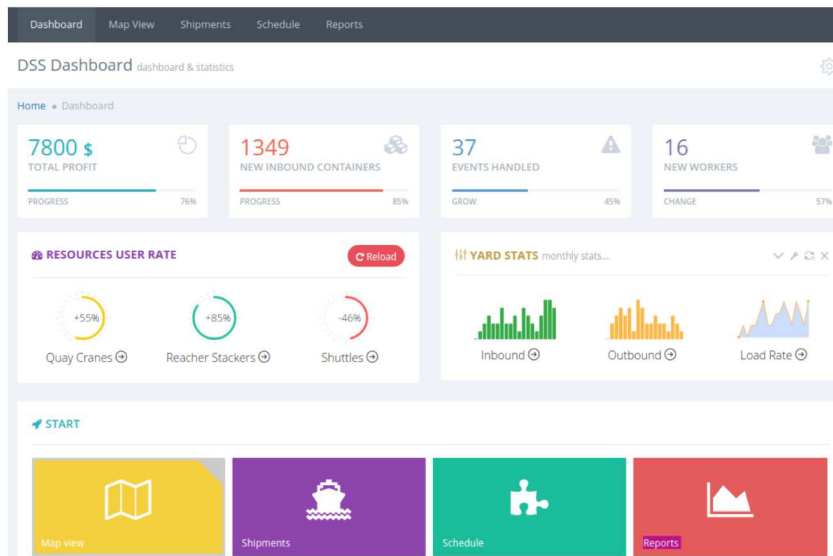 Dashboard Map View Shipments Schedule Reports
DSS Dashboard dashboard & statistics
Home Dashboard
7800 $
TOTAL PROFIT
PROGRESS 76%
1349
NEW INBOUND CONTAINERS
PROGRESS 85%
37
EVENTS HANDLED
GROW 45%
16
NEW WORKERS
CHANGE 57%
RESOURCES USER RATE
Reload
+55% +85% -46%
Quay Cranes Reacher Stackers Shuttles
YARD STATS monthly stats...
Inbound Outbound Load Rate
START
Map view Shipments Schedule Reports